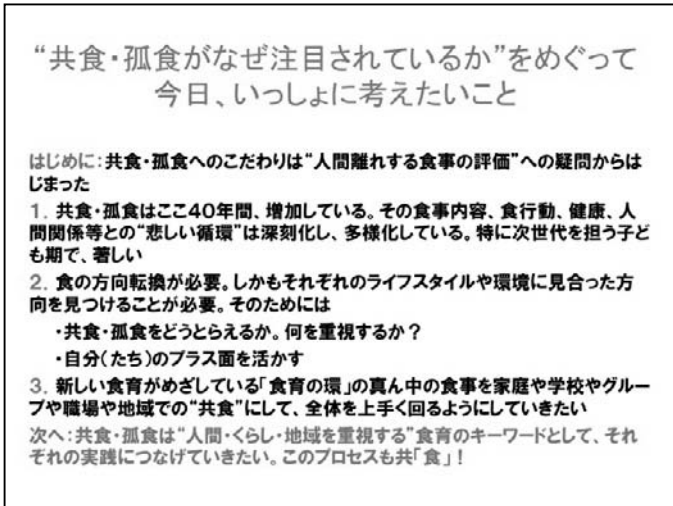 “共食・孤食がなぜ注目されているか”をめぐって
今日、いっしょに考えたいこと
はじめに：共食・孤食へのこだわりは“人間離れする食事の評価”への疑問からは
じまった
1．共食・孤食はここ40年間、増加している。その食事内容、食行動、健康、人
間関係等との“悲しい循環”は深刻化し、多様化している。特に次世代を担う子ど
も期で、著しい
2．食の方向転換が必要。しかもそれぞれのライフスタイルや環境に見合った方
向を見つけることが必要。そのためには
・共食・孤食をどうとらえるか。何を重視するか？
・自分（たち）のプラス面を活かす
3．新しい食育がめざしている「食育の環」の真ん中の食事を家庭や学校やグルー
プや職場や地域での“共食”にして、全体を上手く回るようにしていきたい
次へ：共食・孤食は“人間・くらし・地域を重視する”食育のキーワードとして、それ
ぞれの実践につなげていきたい。このプロセスも共「食」！